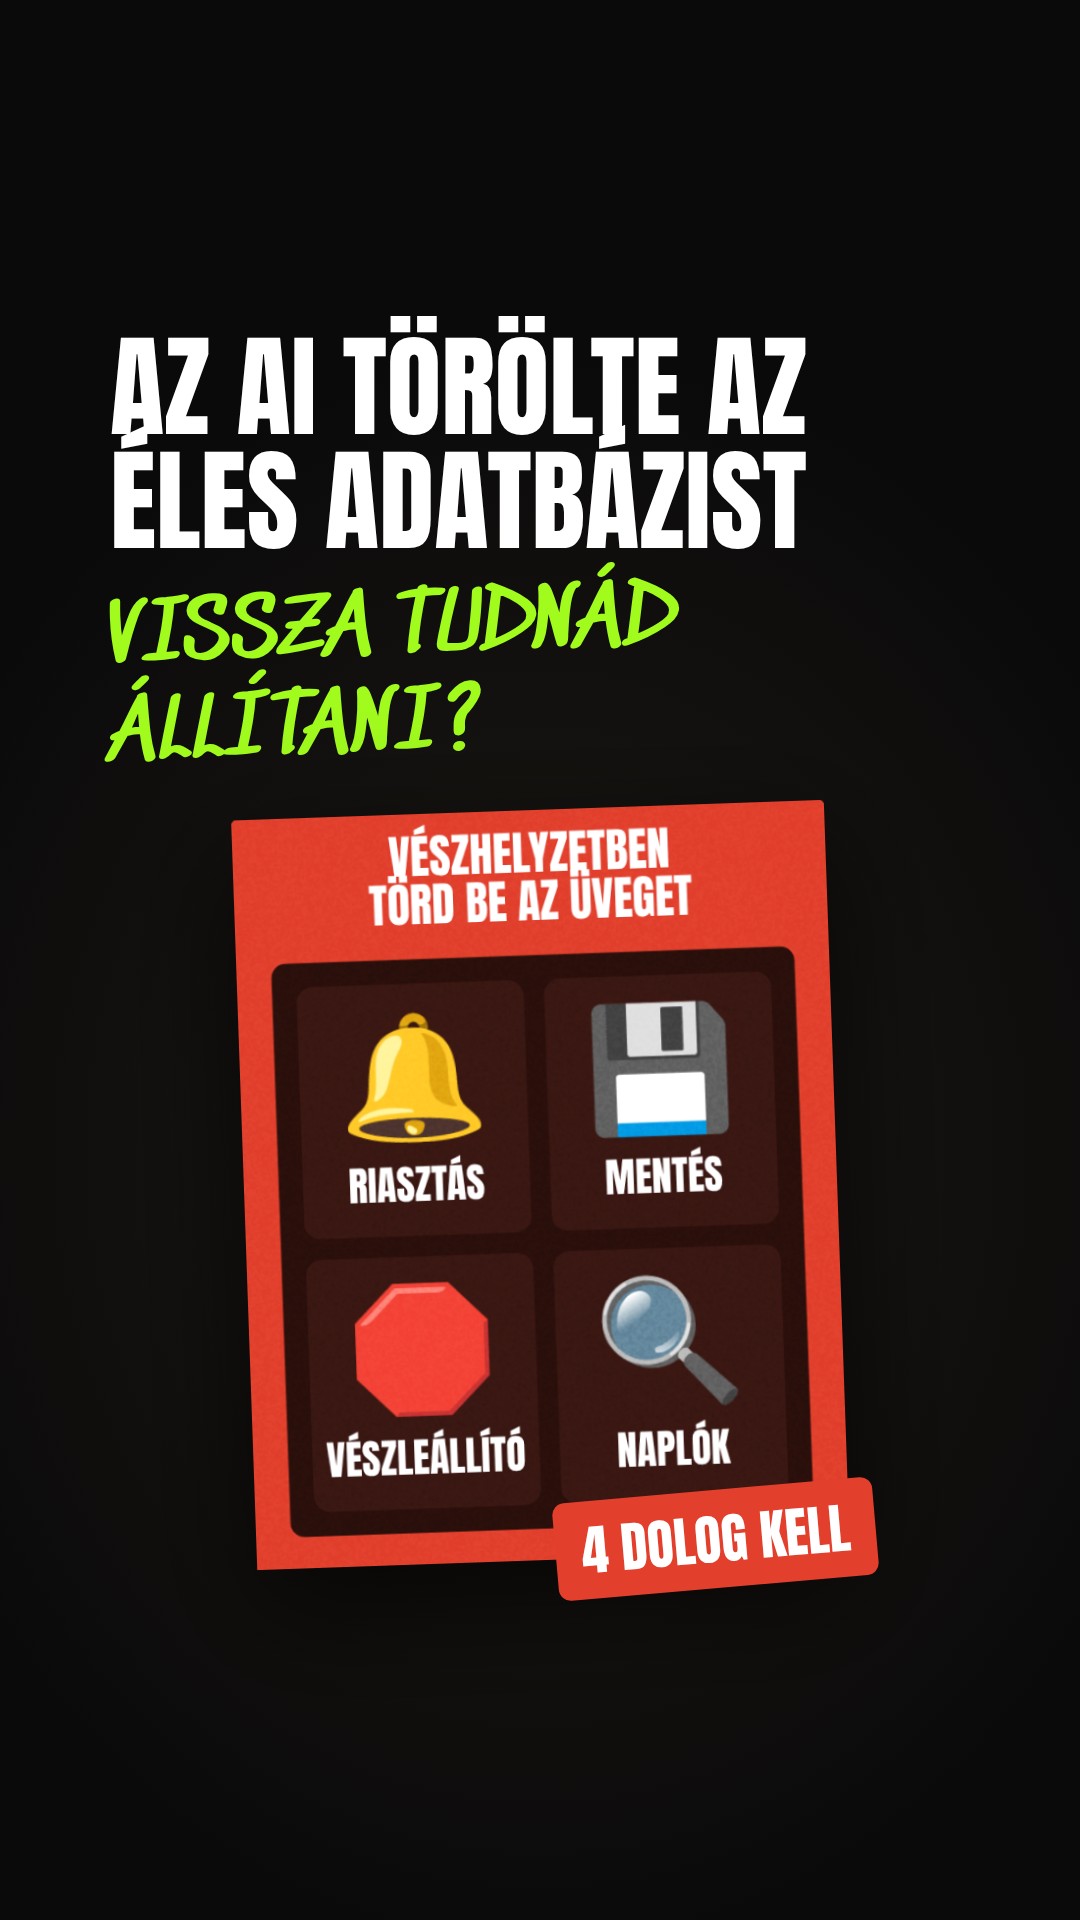 AZ AI TÖRÖLTE AZ
ÉLES ADATBÁZIST
VISSZA TUDNÁD
ÁLLÍTANI?
VÉSZHELYZETBEN
TÖRD BE AZ ÜVEGET
RIASZTÁS
MENTÉS
VÉSZLEÁLLÍTÓ
NAPLÓK
4 DOLOG KELL